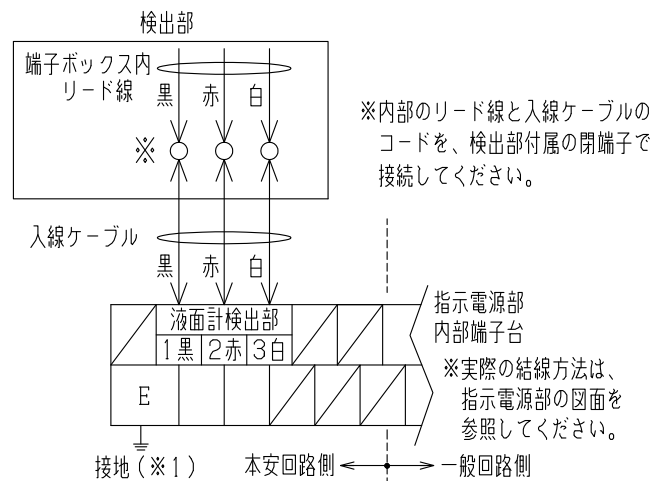 検出部
端子ボックス内
リード線
黒 赤 白
※
※内部のリード線と入線ケーブルの
コードを、検出部付属の閉端子で
接続してください。
入線ケーブル
黒 赤 白
液面計検出部
1黒 2赤 3白
E
指示電源部
内部端子台
※実際の結線方法は、
指示電源部の図面を
参照してください。
接地(※1)
本安回路側
一般回路側